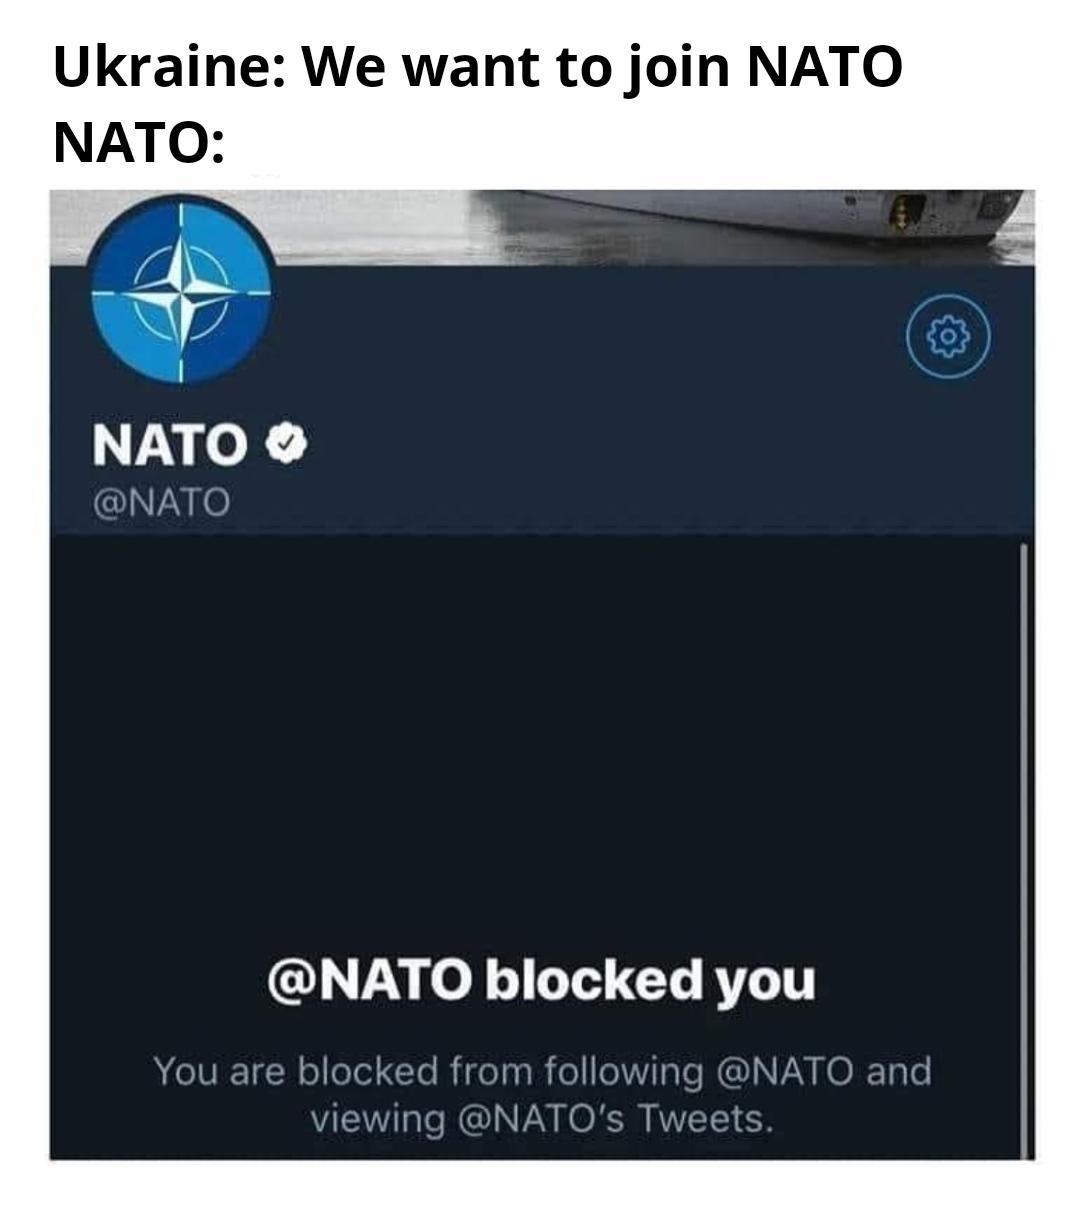 Ukraine: We want to join NATO
NATO:
NATO
@NATO
@NATO blocked you
You are blocked from following @NATO and
viewing @NATO’s Tweets.